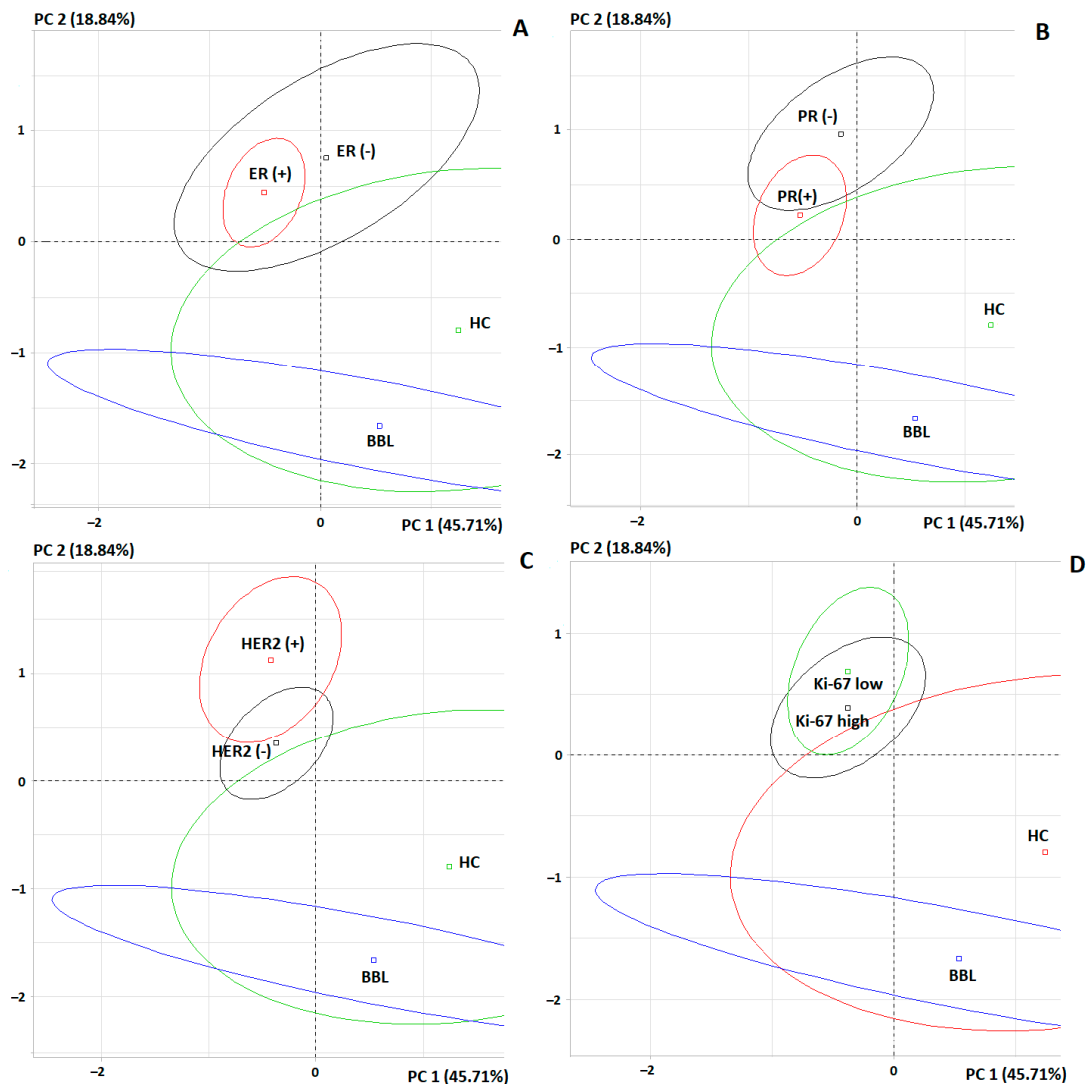 PC 2 (18.84%)
A
1
ER (-)
ER (+)
0
HC
−1
BBL
−2
−2
0
PC 1 (45.71%)
PC 2 (18.84%)
B
1
PR (-)
PR(+)
0
HC
−1
BBL
−2
−2
0
PC 1 (45.71%)
PC 2 (18.84%)
C
HER2 (+)
1
HER2 (-)
0
HC
−1
BBL
−2
−2
0
PC 1 (45.71%)
PC 2 (18.84%)
D
1
Ki-67 low
Ki-67 high
0
HC
−1
BBL
−2
−2
0
PC 1 (45.71%)